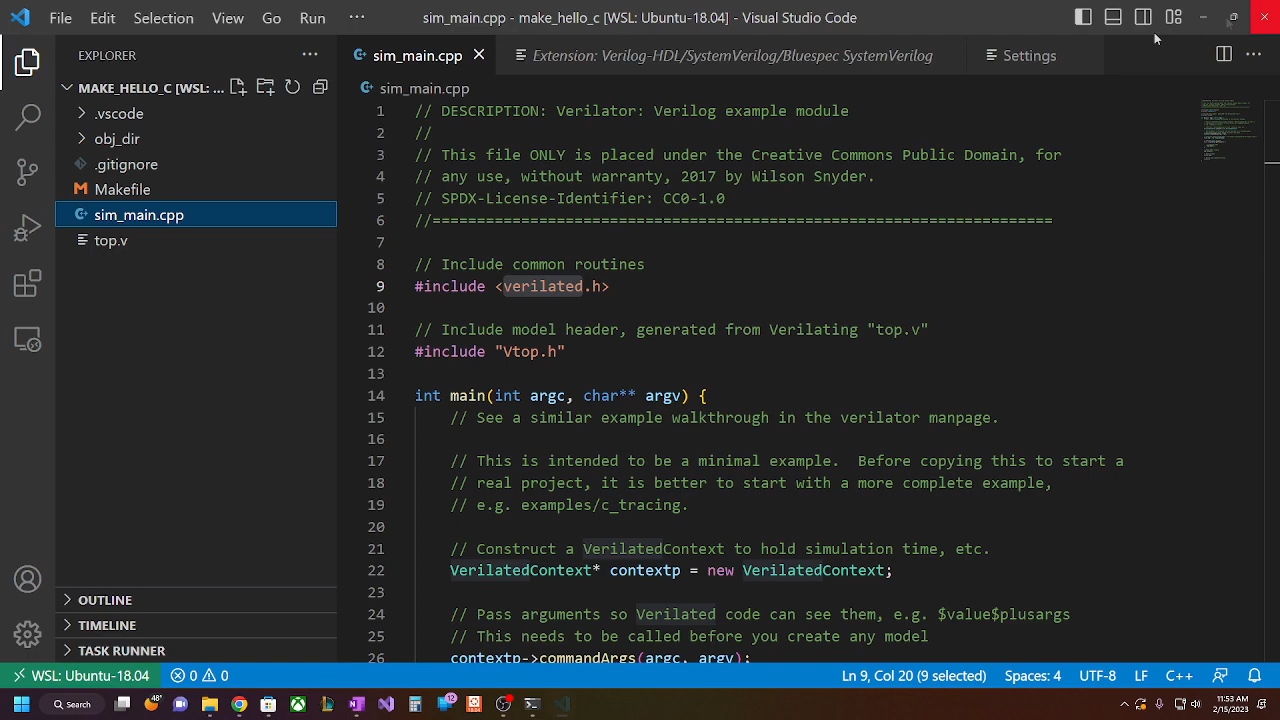 File Edit Selection View Go Run ··· sim_main.cpp - make_hello_c [WSL: Ubuntu-18.04] - Visual Studio Code
EXPLORER ···
sim_main.cpp
Extension: Verilog-HDL/SystemVerilog/Bluespec SystemVerilog
Settings
MAKE_HELLO_C [WSL: ...
sim_main.cpp
.vscode
obj_dir
.gitignore
Makefile
sim_main.cpp
top.v
1 // DESCRIPTION: Verilator: Verilog example module
2 //
3 // This file ONLY is placed under the Creative Commons Public Domain, for
4 // any use, without warranty, 2017 by Wilson Snyder.
5 // SPDX-License-Identifier: CC0-1.0
6 //======================================================================
7
8 // Include common routines
9 #include <verilated.h>
10
11 // Include model header, generated from Verilating "top.v"
12 #include "Vtop.h"
13
14 int main(int argc, char** argv) {
15 // See a similar example walkthrough in the verilator manpage.
16
17 // This is intended to be a minimal example.  Before copying this to start a
18 // real project, it is better to start with a more complete example,
19 // e.g. examples/c_tracing.
20
21 // Construct a VerilatedContext to hold simulation time, etc.
22 VerilatedContext* contextp = new VerilatedContext;
23
24 // Pass arguments so Verilated code can see them, e.g. $value$plusargs
25 // This needs to be called before you create any model
26 contextp->commandArgs(argc, argv);
OUTLINE
TIMELINE
TASK RUNNER
WSL: Ubuntu-18.04 0 0 Ln 9, Col 20 (9 selected) Spaces: 4 UTF-8 LF C++
Search 48° 12 11:53 AM
2/15/2023